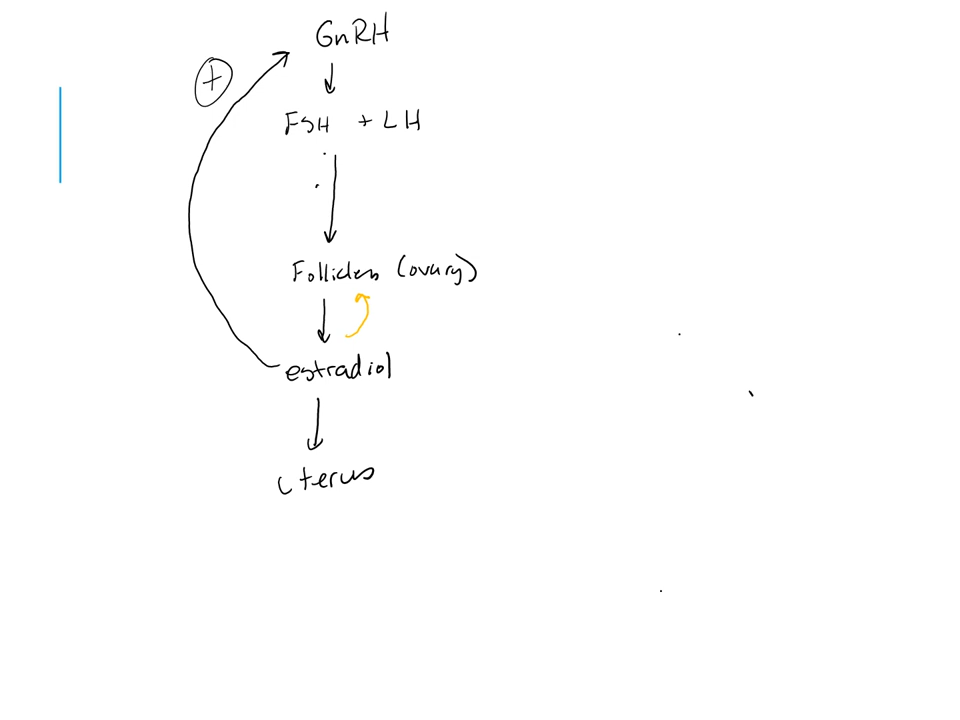 GnRH
+
FSH + LH
Follicles (ovary)
estradiol
uterus